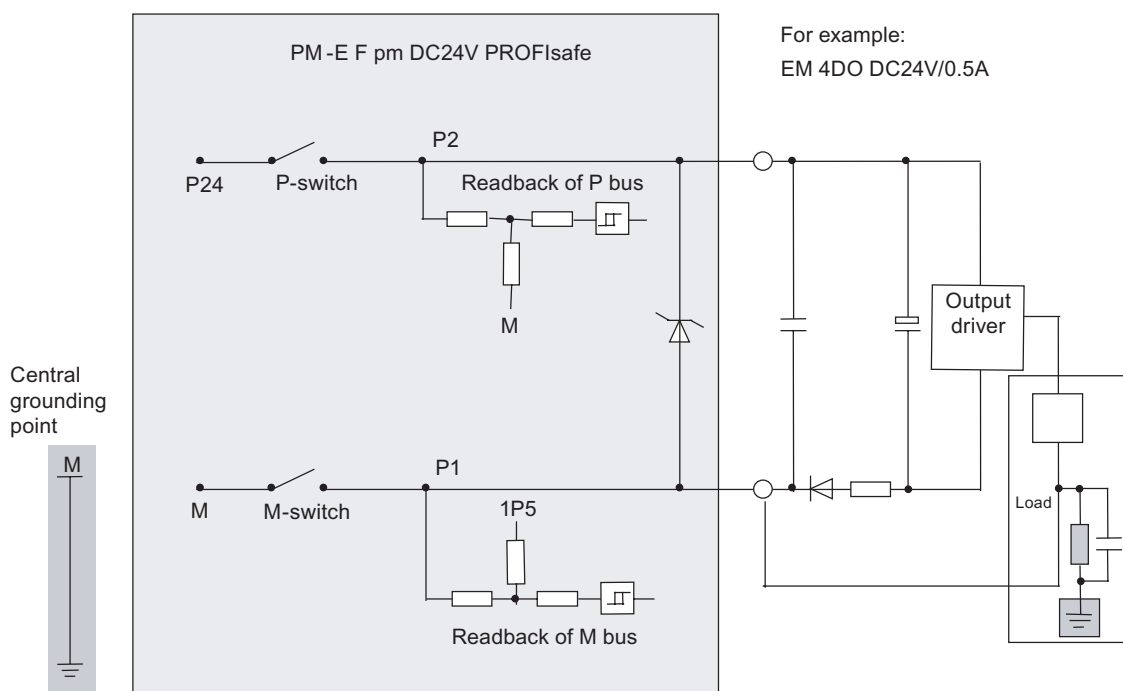 PM-E F pm DC24V PROFIsafe
For example:
EM 4DO DC24V/0.5A
P2
P24
P-switch
Readback of P bus
M
Output
driver
Central
grounding
point
M
P1
M
M-switch
1P5
Load
Readback of M bus